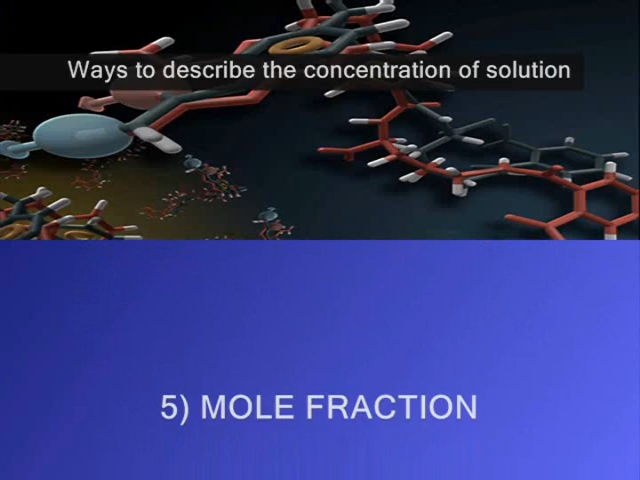 Ways to describe the concentration of solution
5) MOLE FRACTION